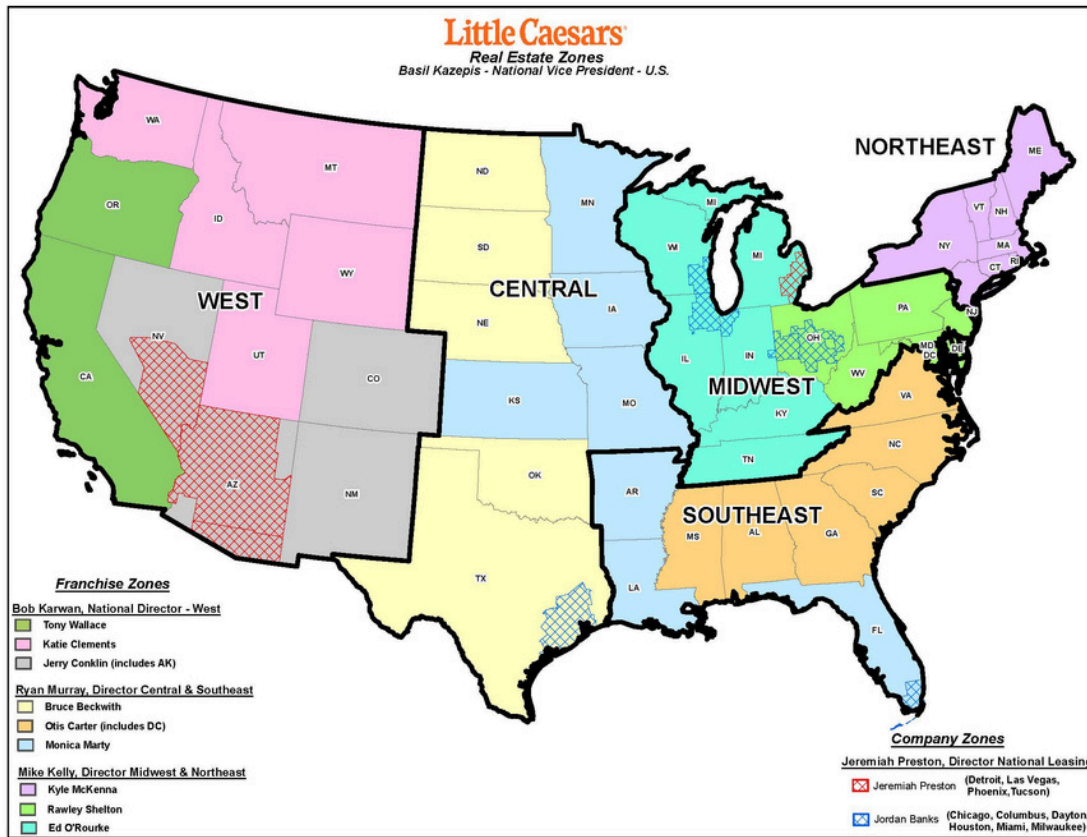 Little Caesars
Real Estate Zones
Basil Kazepis - National Vice President - U.S.
NORTHEAST
WA
MT
ND
MN
MI
ME
VT
NH
OR
ID
SD
WI
MI
NY
MA
CT
RI
WY
WEST
CENTRAL
NE
IA
PA
NJ
NV
UT
IL
IN
OH
MD
DC
DE
CA
CO
KS
MO
MIDWEST
WV
KY
VA
TN
NC
AZ
NM
OK
AR
SOUTHEAST
SC
MS
AL
GA
TX
LA
FL
Franchise Zones
Bob Karwan, National Director - West
Tony Wallace
Katie Clements
Jerry Conklin (includes AK)
Ryan Murray, Director Central & Southeast
Bruce Beckwith
Otis Carter (includes DC)
Monica Marty
Mike Kelly, Director Midwest & Northeast
Kyle McKenna
Rawley Shelton
Ed O'Rourke
Company Zones
Jeremiah Preston, Director National Leasing
Jeremiah Preston (Detroit, Las Vegas,
Phoenix,Tucson)
Jordan Banks (Chicago, Columbus, Dayton
Houston, Miami, Milwaukee)